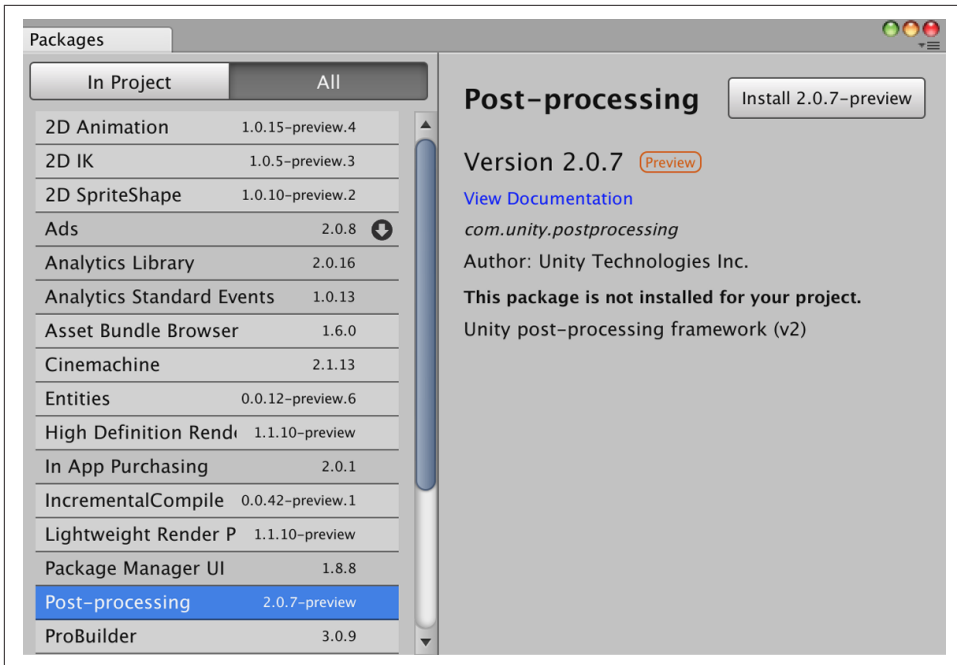 Packages
In Project All
2D Animation 1.0.15-preview.4
2D IK 1.0.5-preview.3
2D SpriteShape 1.0.10-preview.2
Ads 2.0.8
Analytics Library 2.0.16
Analytics Standard Events 1.0.13
Asset Bundle Browser 1.6.0
Cinemachine 2.1.13
Entities 0.0.12-preview.6
High Definition Rend 1.1.10-preview
In App Purchasing 2.0.1
IncrementalCompile 0.0.42-preview.1
Lightweight Render P 1.1.10-preview
Package Manager UI 1.8.8
Post-processing 2.0.7-preview
ProBuilder 3.0.9
Post-processing Install 2.0.7-preview
Version 2.0.7 Preview
View Documentation
com.unity.postprocessing
Author: Unity Technologies Inc.
This package is not installed for your project.
Unity post-processing framework (v2)